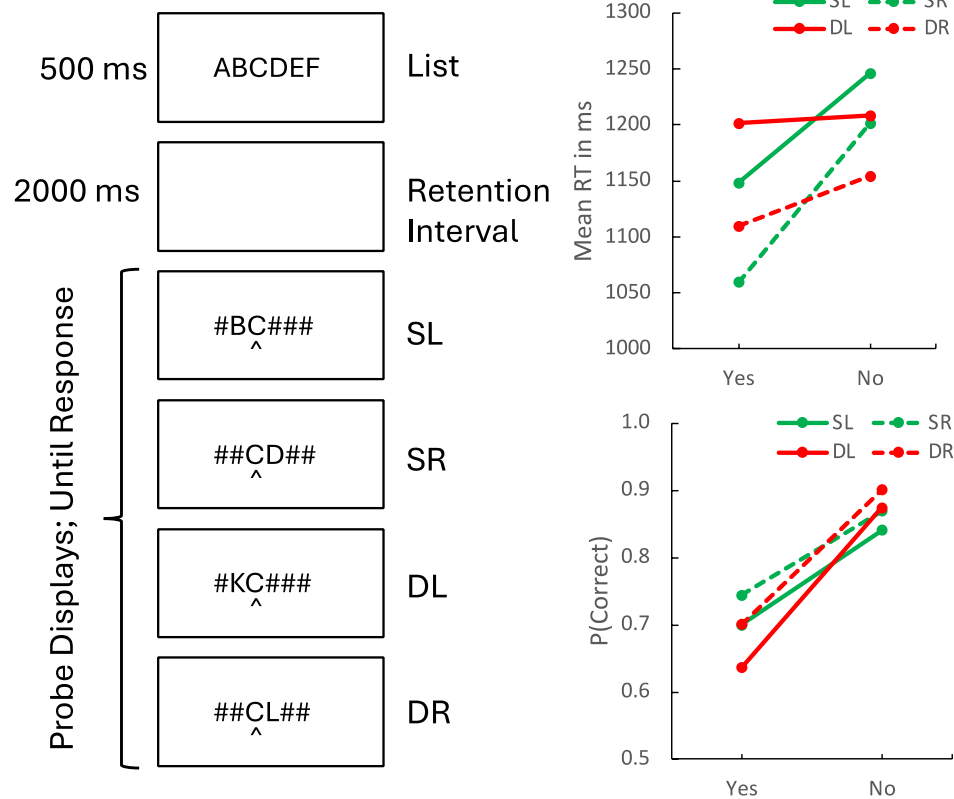 500 ms
ABCDEF
List
2000 ms
Retention
Interval
Probe Displays; Until Response
#BC###
^
SL
##CD##
^
SR
#KC###
^
DL
##CL##
^
DR
SL SR
DL DR
Mean RT in ms
1300
1250
1200
1150
1100
1050
1000
Yes No
SL SR
DL DR
P(Correct)
1.0
0.9
0.8
0.7
0.6
0.5
Yes No